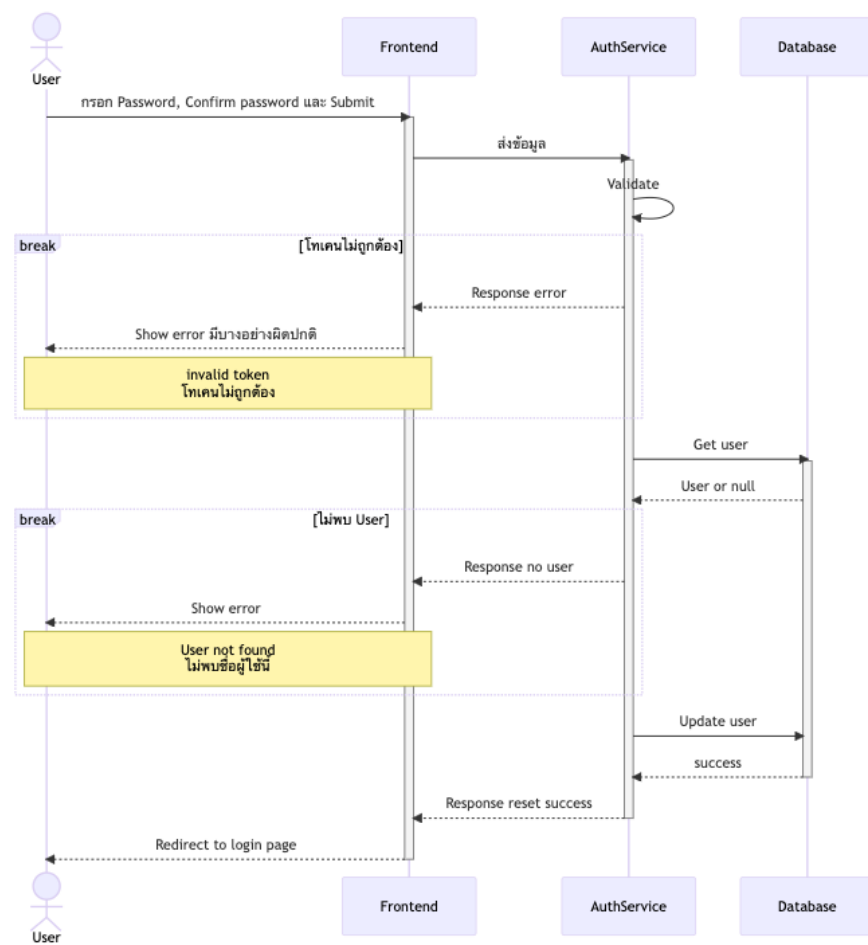 Frontend
AuthService
Database
User
กรอก Password, Confirm password และ Submit
ส่งข้อมูล
Validate
break
[โทเคนไม่ถูกต้อง]
Response error
Show error มีบางอย่างผิดปกติ
invalid token
โทเคนไม่ถูกต้อง
Get user
User or null
break
[ไม่พบ User]
Response no user
Show error
User not found
ไม่พบชื่อผู้ใช้นี้
Update user
success
Response reset success
Redirect to login page
Frontend
AuthService
Database
User